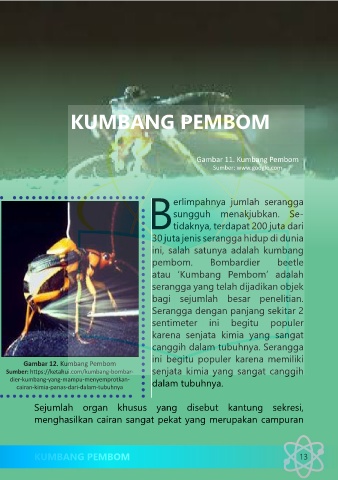 KUMBANG PEMBOM
Gambar 11. Kumbang Pembom
Sumber: www.google.com
Berlimpahnya jumlah serangga
sungguh menakjubkan. Se-
tidaknya, terdapat 200 juta dari
30 juta jenis serangga hidup di dunia
ini, salah satunya adalah kumbang
pembom. Bombardier beetle
atau ‘Kumbang Pembom’ adalah
serangga yang telah dijadikan objek
bagi sejumlah besar penelitian.
Serangga dengan panjang sekitar 2
sentimeter ini begitu populer
karena senjata kimia yang sangat
canggih dalam tubuhnya. Serangga
ini begitu populer karena memiliki
senjata kimia yang sangat canggih
dalam tubuhnya.
Gambar 12. Kumbang Pembom
Sumber: https://ketahui.com/kumbang-bombar-
dier-kumbang-yang-mampu-menyemprotkan-
cairan-kimia-panas-dari-dalam-tubuhnya
Sejumlah organ khusus yang disebut kantung sekresi,
menghasilkan cairan sangat pekat yang merupakan campuran
KUMBANG PEMBOM
13